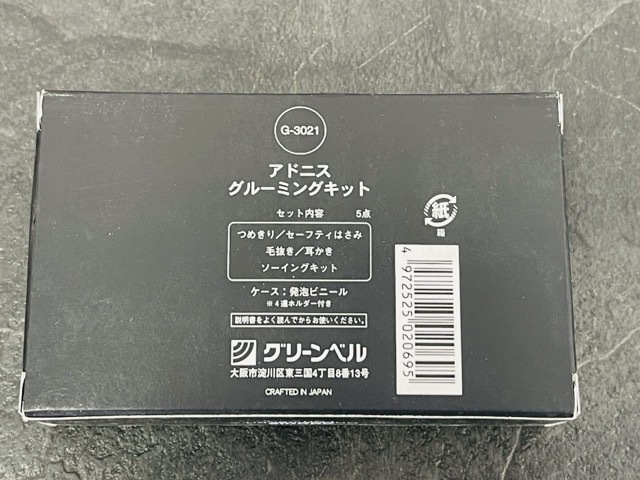 G-3021
アドニス
グルーミングキット
セット内容 5点
つめきり/セーフティはさみ
毛抜き/耳かき
ソーイングキット
ケース:発泡ビニール
※4連ホルダー付き
説明書をよく読んでからお使いください。
グリーンベル
大阪市淀川区東三国4丁目8番13号
CRAFTED IN JAPAN
紙
箱
4 972525 020695